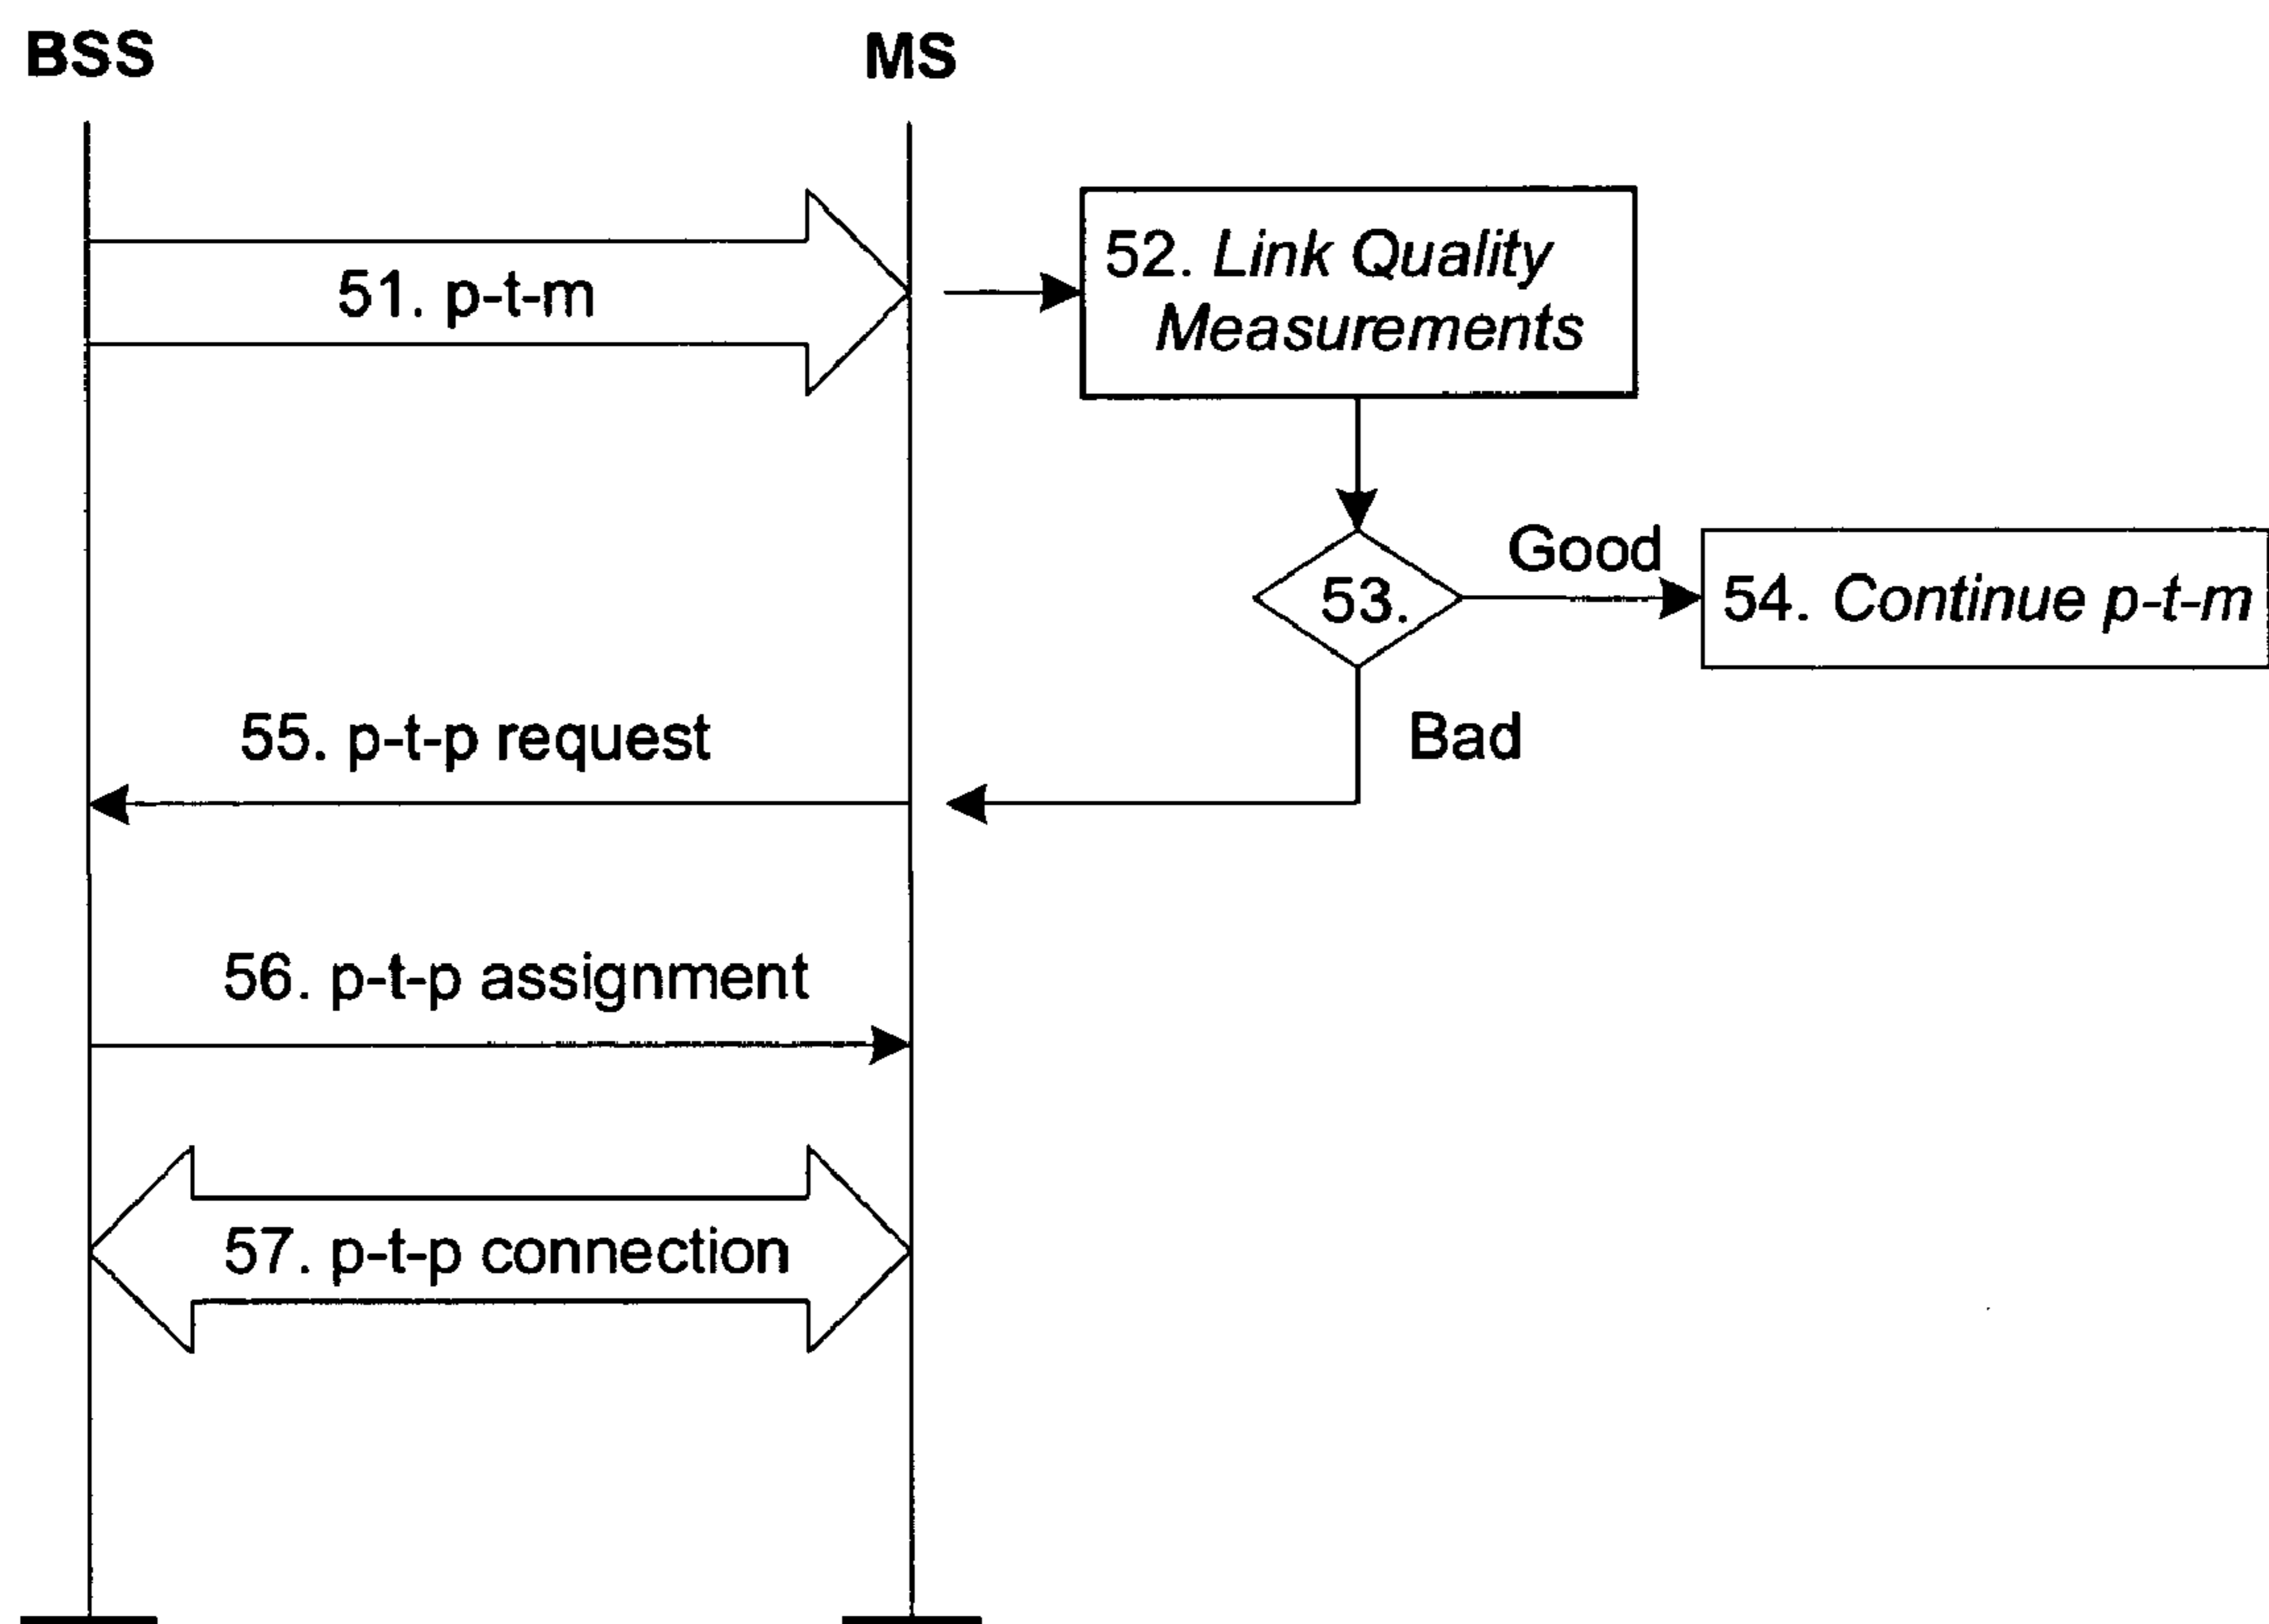 BSS
MS
51. p-t-m
52. Link Quality
Measurements
53.
Good
54. Continue p-t-m
55. p-t-p request
Bad
56. p-t-p assignment
57. p-t-p connection